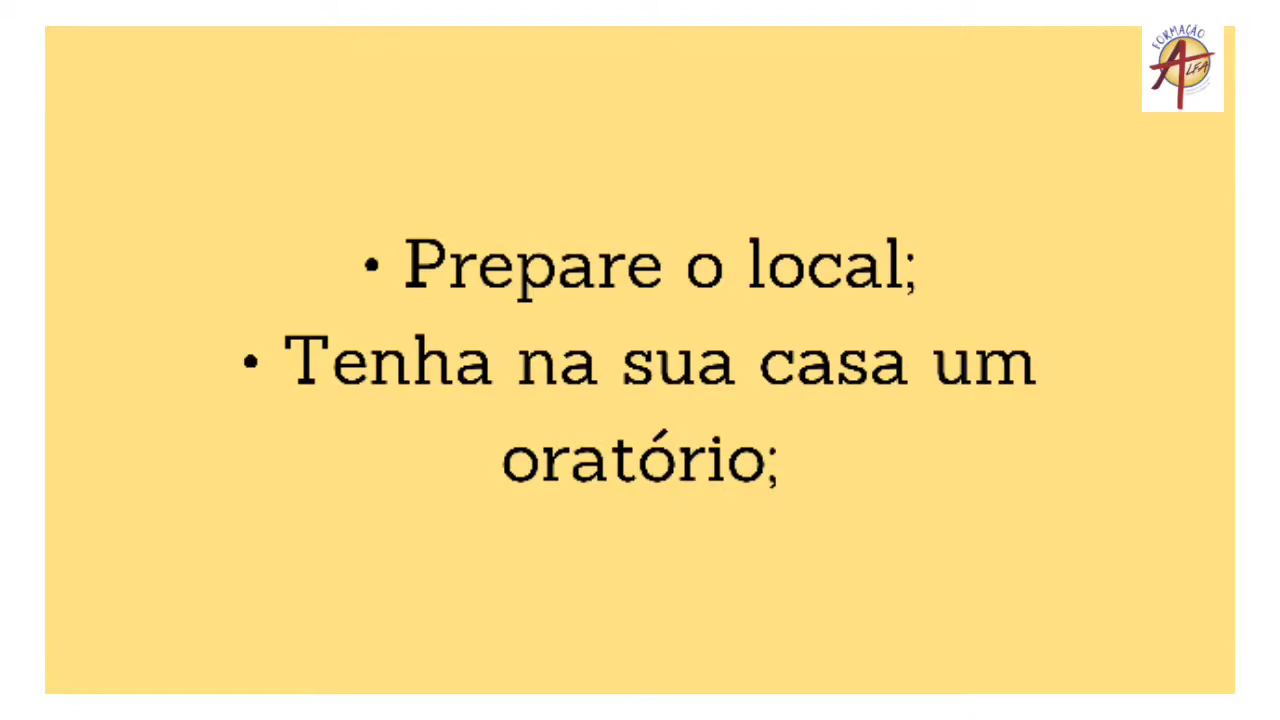 FORMAÇÃO
ALFA
• Prepare o local;
• Tenha na sua casa um
oratório;